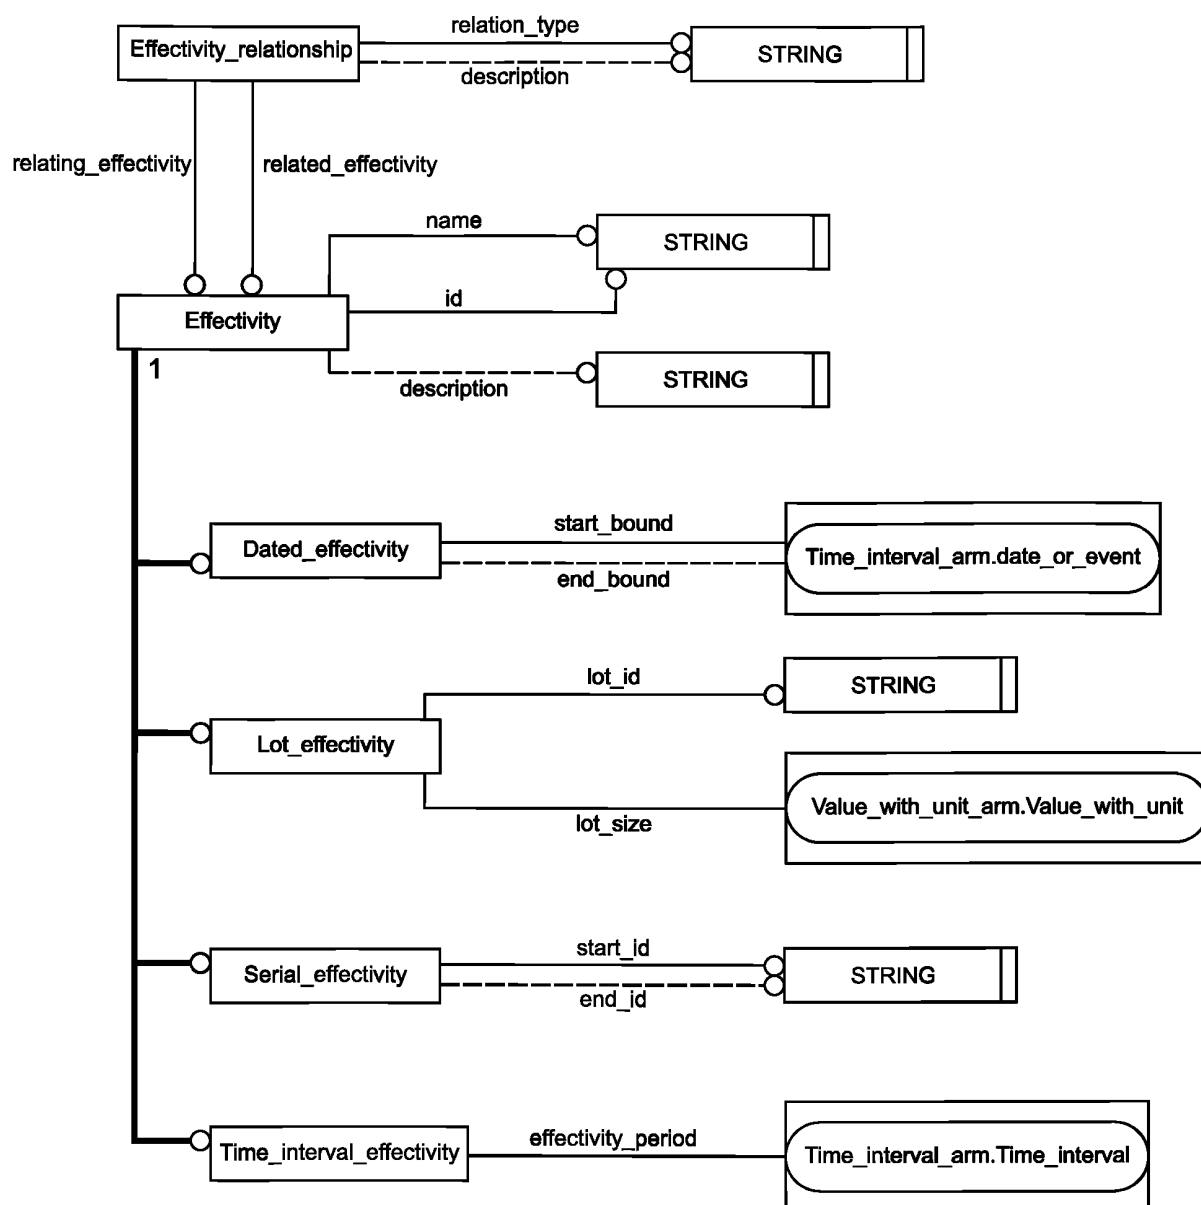 relation_type
Effectivity_relationship
STRING
description
relating_effectivity
related_effectivity
name
STRING
id
Effectivity
1
description
STRING
start_bound
Dated_effectivity
Time_interval_arm.date_or_event
end_bound
lot_id
STRING
Lot_effectivity
Value_with_unit_arm.Value_with_unit
lot_size
start_id
Serial_effectivity
STRING
end_id
effectivity_period
Time_interval_effectivity
Time_interval_arm.Time_interval